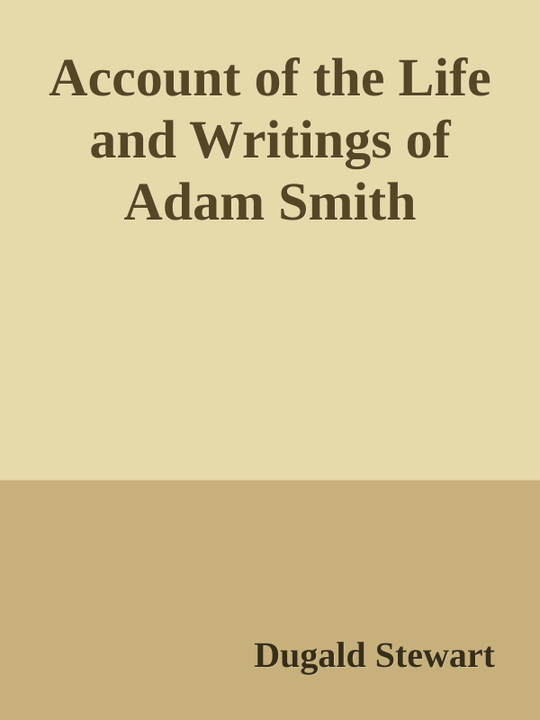 Account of the Life
and Writings of
Adam Smith
Dugald Stewart